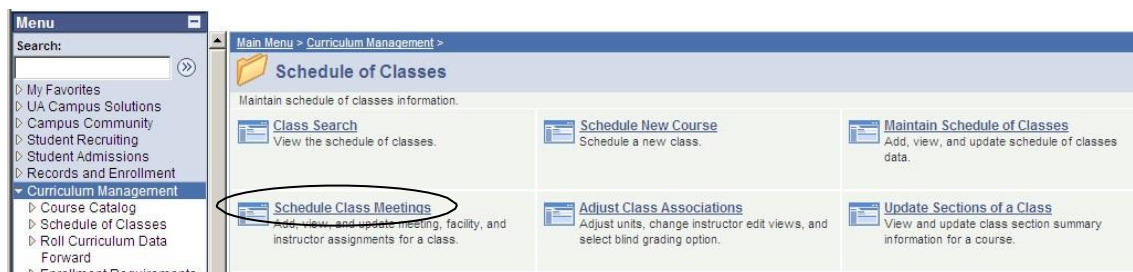 Menu
Search:
My Favorites
UA Campus Solutions
Campus Community
Student Recruiting
Student Admissions
Records and Enrollment
Curriculum Management
Course Catalog
Schedule of Classes
Roll Curriculum Data
Forward
Enrollment Requirements
Main Menu > Curriculum Management >
Schedule of Classes
Maintain schedule of classes information.
Class Search
View the schedule of classes.
Schedule New Course
Schedule a new class.
Maintain Schedule of Classes
Add, view, and update schedule of classes
data.
Schedule Class Meetings
Add, view, and update meeting, facility, and
instructor assignments for a class.
Adjust Class Associations
Adjust units, change instructor edit views, and
select blind grading option.
Update Sections of a Class
View and update class section summary
information for a course.